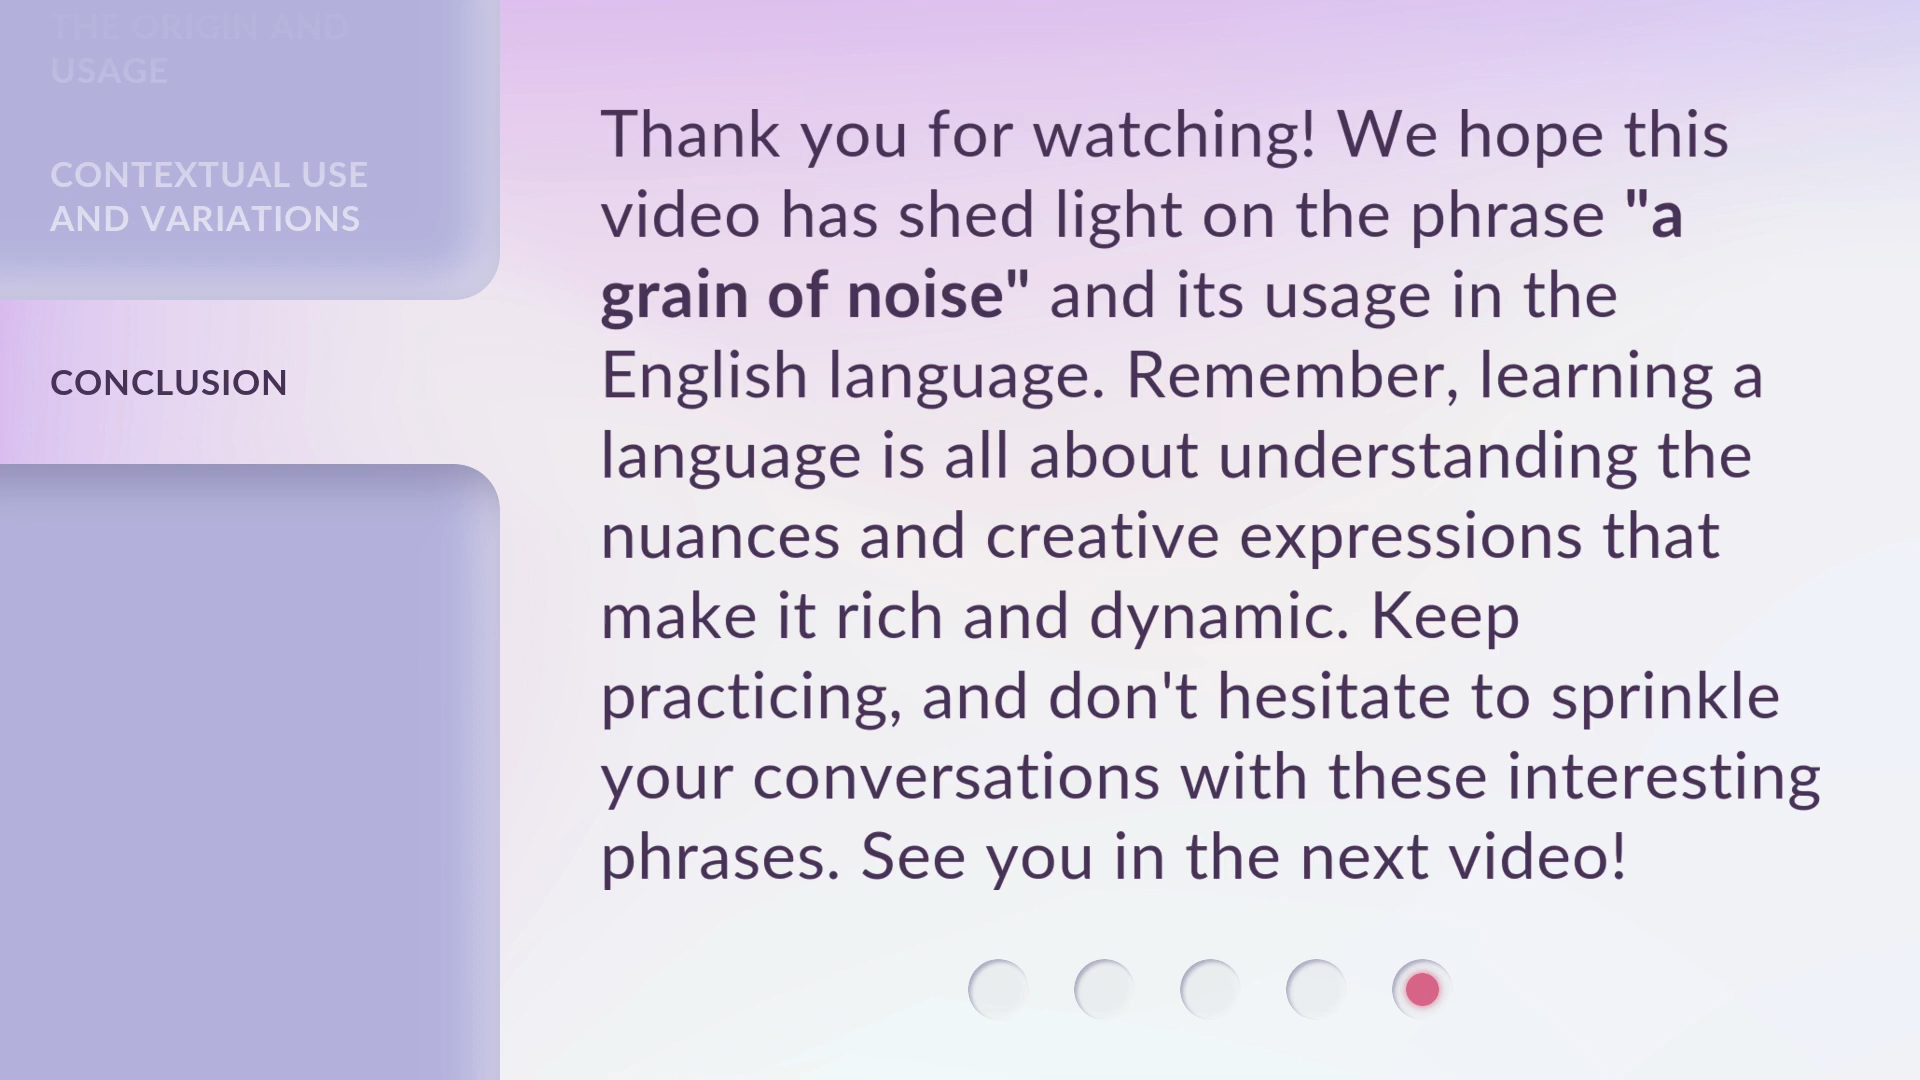 THE ORIGIN AND
USAGE
CONTEXTUAL USE
AND VARIATIONS
CONCLUSION
Thank you for watching! We hope this
video has shed light on the phrase "a
grain of noise" and its usage in the
English language. Remember, learning a
language is all about understanding the
nuances and creative expressions that
make it rich and dynamic. Keep
practicing, and don't hesitate to sprinkle
your conversations with these interesting
phrases. See you in the next video!